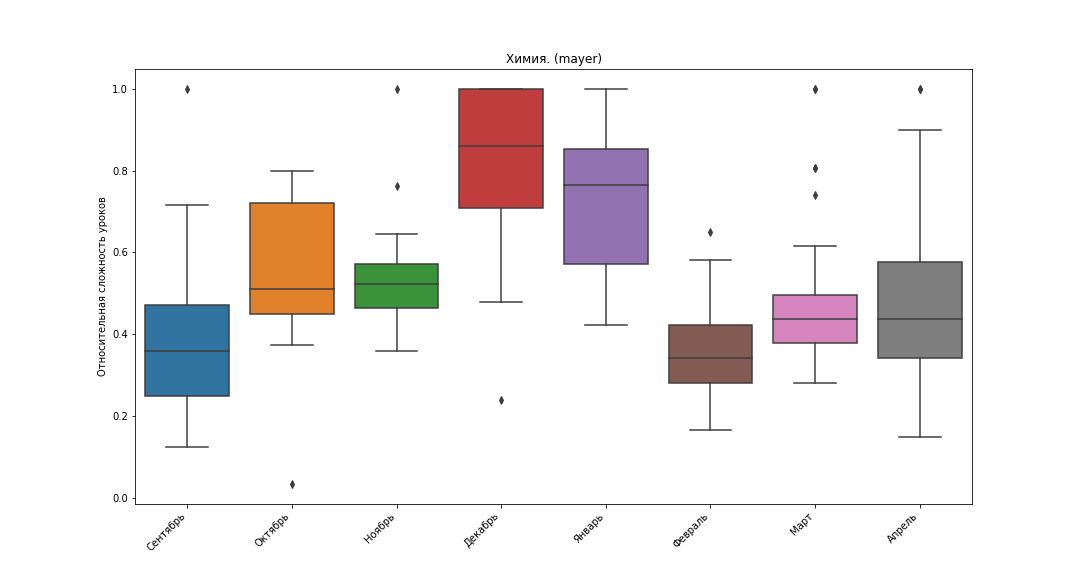 Химия. (mayer)
Относительная сложность уроков
1.0
0.8
0.6
0.4
0.2
0.0
Сентябрь
Октябрь
Ноябрь
Декабрь
Январь
Февраль
Март
Апрель